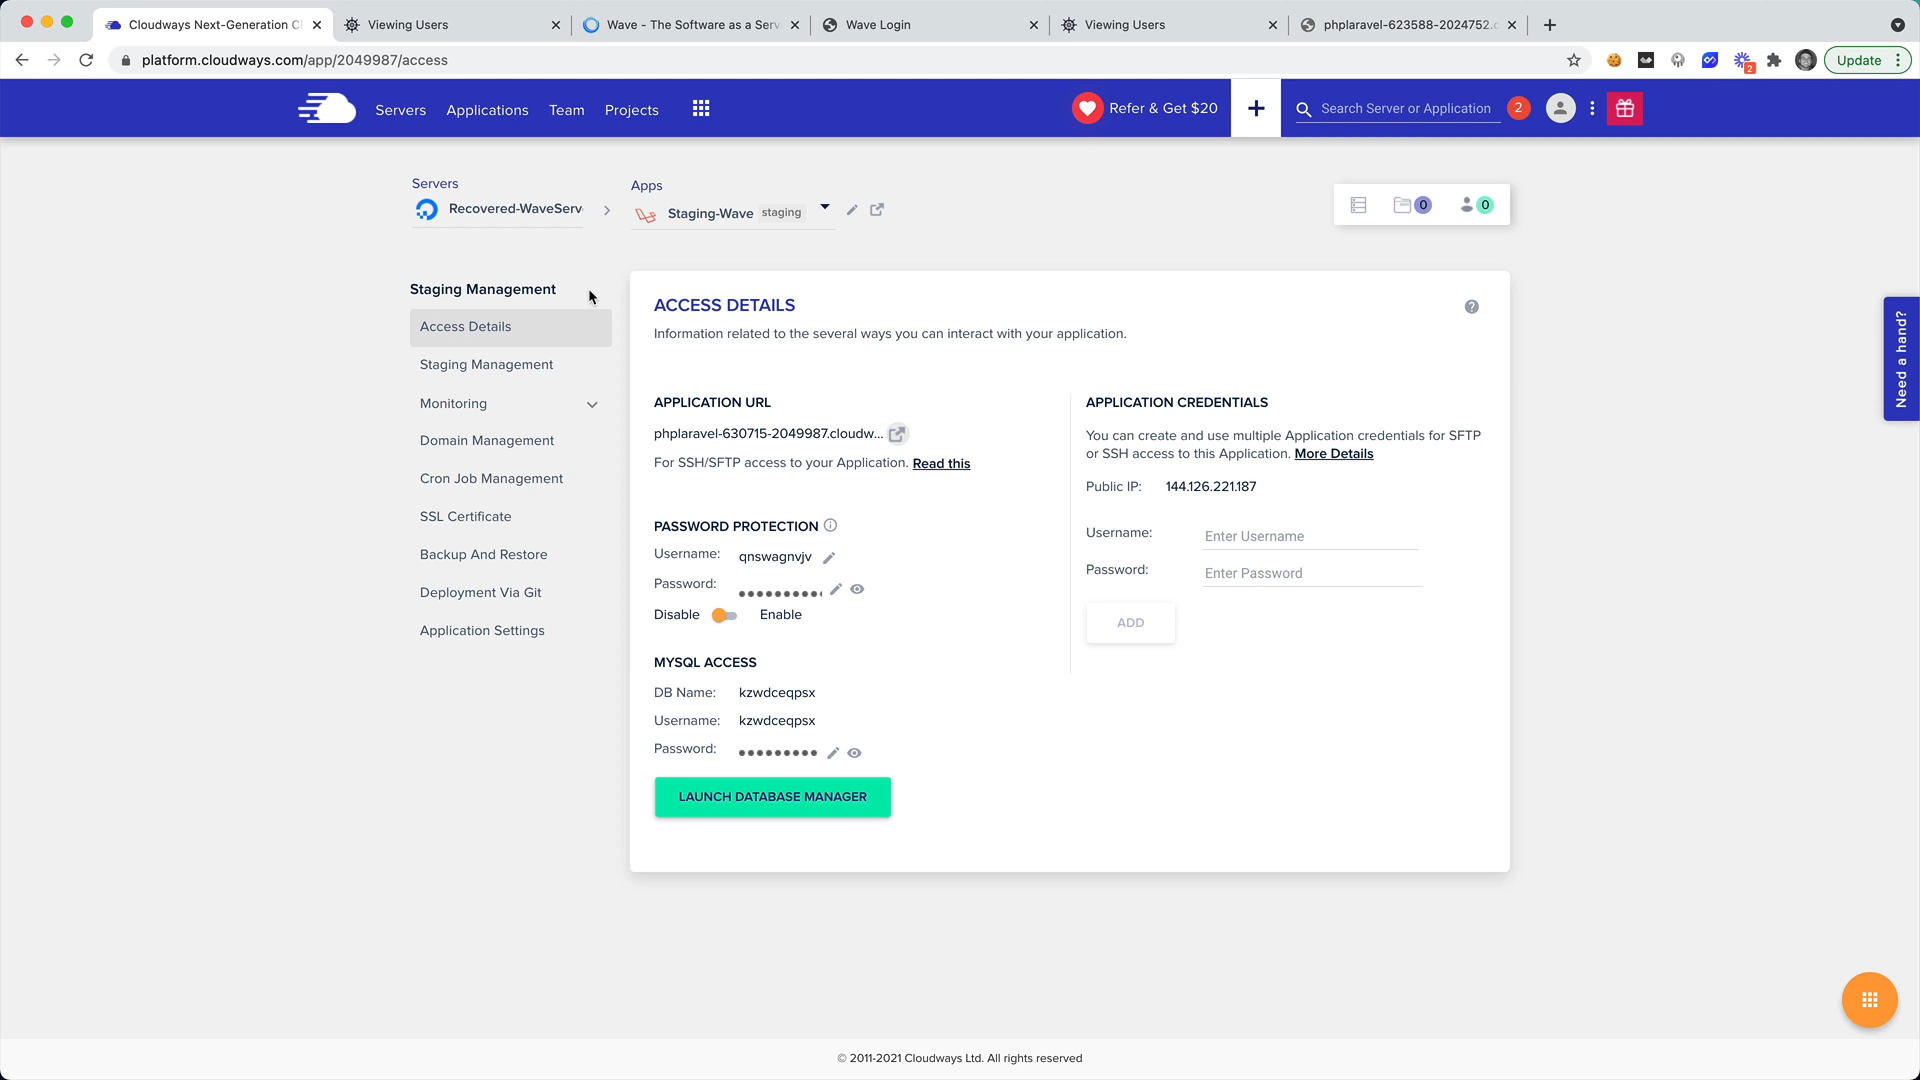 Cloudways Next-Generation Cl
Viewing Users
Wave - The Software as a Serv
Wave Login
Viewing Users
phplaravel-623588-2024752.c
platform.cloudways.com/app/2049987/access
2
Update
Servers
Applications
Team
Projects
Refer & Get $20
Search Server or Application
2
Servers
Recovered-WaveServ
Apps
Staging-Wave
staging
0
0
Staging Management
Access Details
Staging Management
Monitoring
Domain Management
Cron Job Management
SSL Certificate
Backup And Restore
Deployment Via Git
Application Settings
ACCESS DETAILS
Information related to the several ways you can interact with your application.
APPLICATION URL
phplaravel-630715-2049987.cloudw...
For SSH/SFTP access to your Application. Read this
PASSWORD PROTECTION
Username: qnswagnvjv
Password:
Disable Enable
MYSQL ACCESS
DB Name: kzwdceqpsx
Username: kzwdceqpsx
Password:
LAUNCH DATABASE MANAGER
APPLICATION CREDENTIALS
You can create and use multiple Application credentials for SFTP
or SSH access to this Application. More Details
Public IP: 144.126.221.187
Username: Enter Username
Password: Enter Password
ADD
Need a hand?
© 2011-2021 Cloudways Ltd. All rights reserved